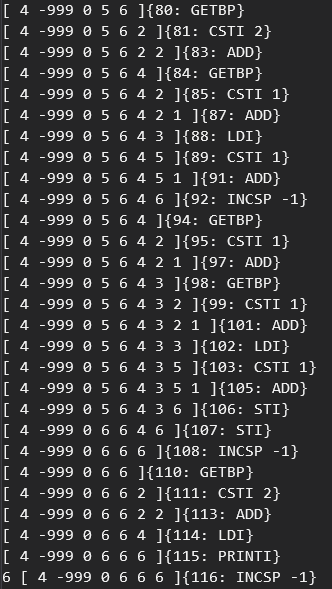 [ 4 -999 0 5 6 ]{80: GETBP}
[ 4 -999 0 5 6 2 ]{81: CSTI 2}
[ 4 -999 0 5 6 2 2 ]{83: ADD}
[ 4 -999 0 5 6 4 ]{84: GETBP}
[ 4 -999 0 5 6 4 2 ]{85: CSTI 1}
[ 4 -999 0 5 6 4 2 1 ]{87: ADD}
[ 4 -999 0 5 6 4 3 ]{88: LDI}
[ 4 -999 0 5 6 4 5 ]{89: CSTI 1}
[ 4 -999 0 5 6 4 5 1 ]{91: ADD}
[ 4 -999 0 5 6 4 6 ]{92: INCSP -1}
[ 4 -999 0 5 6 4 ]{94: GETBP}
[ 4 -999 0 5 6 4 2 ]{95: CSTI 1}
[ 4 -999 0 5 6 4 2 1 ]{97: ADD}
[ 4 -999 0 5 6 4 3 ]{98: GETBP}
[ 4 -999 0 5 6 4 3 2 ]{99: CSTI 1}
[ 4 -999 0 5 6 4 3 2 1 ]{101: ADD}
[ 4 -999 0 5 6 4 3 3 ]{102: LDI}
[ 4 -999 0 5 6 4 3 5 ]{103: CSTI 1}
[ 4 -999 0 5 6 4 3 5 1 ]{105: ADD}
[ 4 -999 0 5 6 4 3 6 ]{106: STI}
[ 4 -999 0 6 6 4 6 ]{107: STI}
[ 4 -999 0 6 6 6 ]{108: INCSP -1}
[ 4 -999 0 6 6 ]{110: GETBP}
[ 4 -999 0 6 6 2 ]{111: CSTI 2}
[ 4 -999 0 6 6 2 2 ]{113: ADD}
[ 4 -999 0 6 6 4 ]{114: LDI}
[ 4 -999 0 6 6 6 ]{115: PRINTI}
6 [ 4 -999 0 6 6 6 ]{116: INCSP -1}